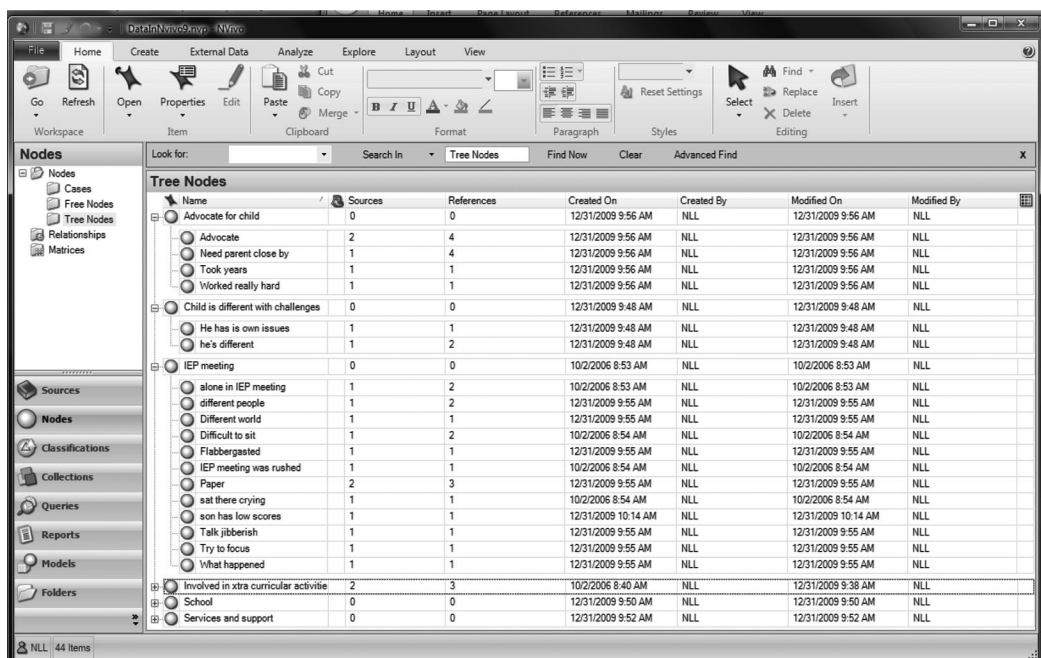 Home Insert Page Layout References Mailings Review View
DataInNvivo9.nvp - NVivo
File Home Create External Data Analyze Explore Layout View
Go Refresh Open Properties Edit Paste Cut Copy Merge B I U Reset Settings Select Find Replace Delete Insert
Workspace Item Clipboard Format Paragraph Styles Editing
Nodes Look for: Search In Tree Nodes Find Now Clear Advanced Find x
Nodes
Cases
Free Nodes
Tree Nodes
Relationships
Matrices
Sources
Nodes
Classifications
Collections
Queries
Reports
Models
Folders
Tree Nodes
Name Sources References Created On Created By Modified On Modified By
Advocate for child 0 0 12/31/2009 9:56 AM NLL 12/31/2009 9:56 AM NLL
Advocate 2 4 12/31/2009 9:56 AM NLL 12/31/2009 9:56 AM NLL
Need parent close by 1 4 12/31/2009 9:56 AM NLL 12/31/2009 9:56 AM NLL
Took years 1 1 12/31/2009 9:56 AM NLL 12/31/2009 9:56 AM NLL
Worked really hard 1 1 12/31/2009 9:56 AM NLL 12/31/2009 9:56 AM NLL
Child is different with challenges 0 0 12/31/2009 9:48 AM NLL 12/31/2009 9:48 AM NLL
He has is own issues 1 1 12/31/2009 9:48 AM NLL 12/31/2009 9:48 AM NLL
he's different 1 2 12/31/2009 9:48 AM NLL 12/31/2009 9:48 AM NLL
IEP meeting 0 0 10/2/2006 8:53 AM NLL 10/2/2006 8:53 AM NLL
alone in IEP meeting 1 2 10/2/2006 8:53 AM NLL 10/2/2006 8:53 AM NLL
different people 1 2 12/31/2009 9:55 AM NLL 12/31/2009 9:55 AM NLL
Different world 1 1 12/31/2009 9:55 AM NLL 12/31/2009 9:55 AM NLL
Difficult to sit 1 2 10/2/2006 8:54 AM NLL 10/2/2006 8:54 AM NLL
Flabbergasted 1 1 12/31/2009 9:55 AM NLL 12/31/2009 9:55 AM NLL
IEP meeting was rushed 1 1 10/2/2006 8:54 AM NLL 10/2/2006 8:54 AM NLL
Paper 2 3 12/31/2009 9:55 AM NLL 12/31/2009 9:55 AM NLL
sat there crying 1 1 10/2/2006 8:54 AM NLL 10/2/2006 8:54 AM NLL
son has low scores 1 1 12/31/2009 10:14 AM NLL 12/31/2009 10:14 AM NLL
Talk jibberish 1 1 12/31/2009 9:55 AM NLL 12/31/2009 9:55 AM NLL
Try to focus 1 1 12/31/2009 9:55 AM NLL 12/31/2009 9:55 AM NLL
What happened 1 1 12/31/2009 9:55 AM NLL 12/31/2009 9:55 AM NLL
Involved in xtra curricular activitie 2 3 10/2/2006 8:40 AM NLL 12/31/2009 9:38 AM NLL
School 0 0 12/31/2009 9:50 AM NLL 12/31/2009 9:50 AM NLL
Services and support 0 0 12/31/2009 9:52 AM NLL 12/31/2009 9:52 AM NLL
NLL 44 Items